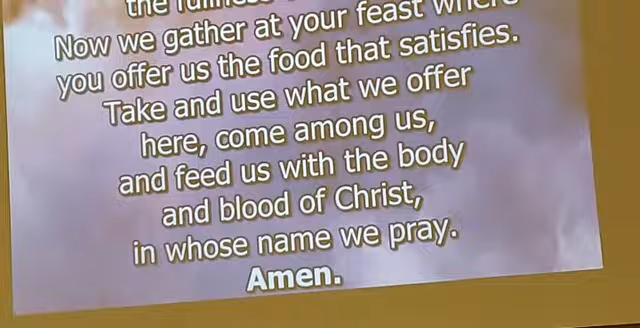 the
Now we gather at your feast where
you offer us the food that satisfies.
Take and use what we offer
here, come among us,
and feed us with the body
and blood of Christ,
in whose name we pray.
Amen.